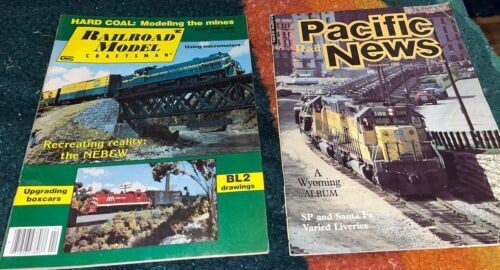 HARD COAL: Modeling the mines
RAILROAD MODEL
CRAFTSMAN
Using micrometers
Recreating reality:
the NEB&W
Upgrading
boxcars
BL2
drawings
Pacific
Rail
News
A
Wyoming
ALBUM
SP and Santa Fe
Varied Liveries